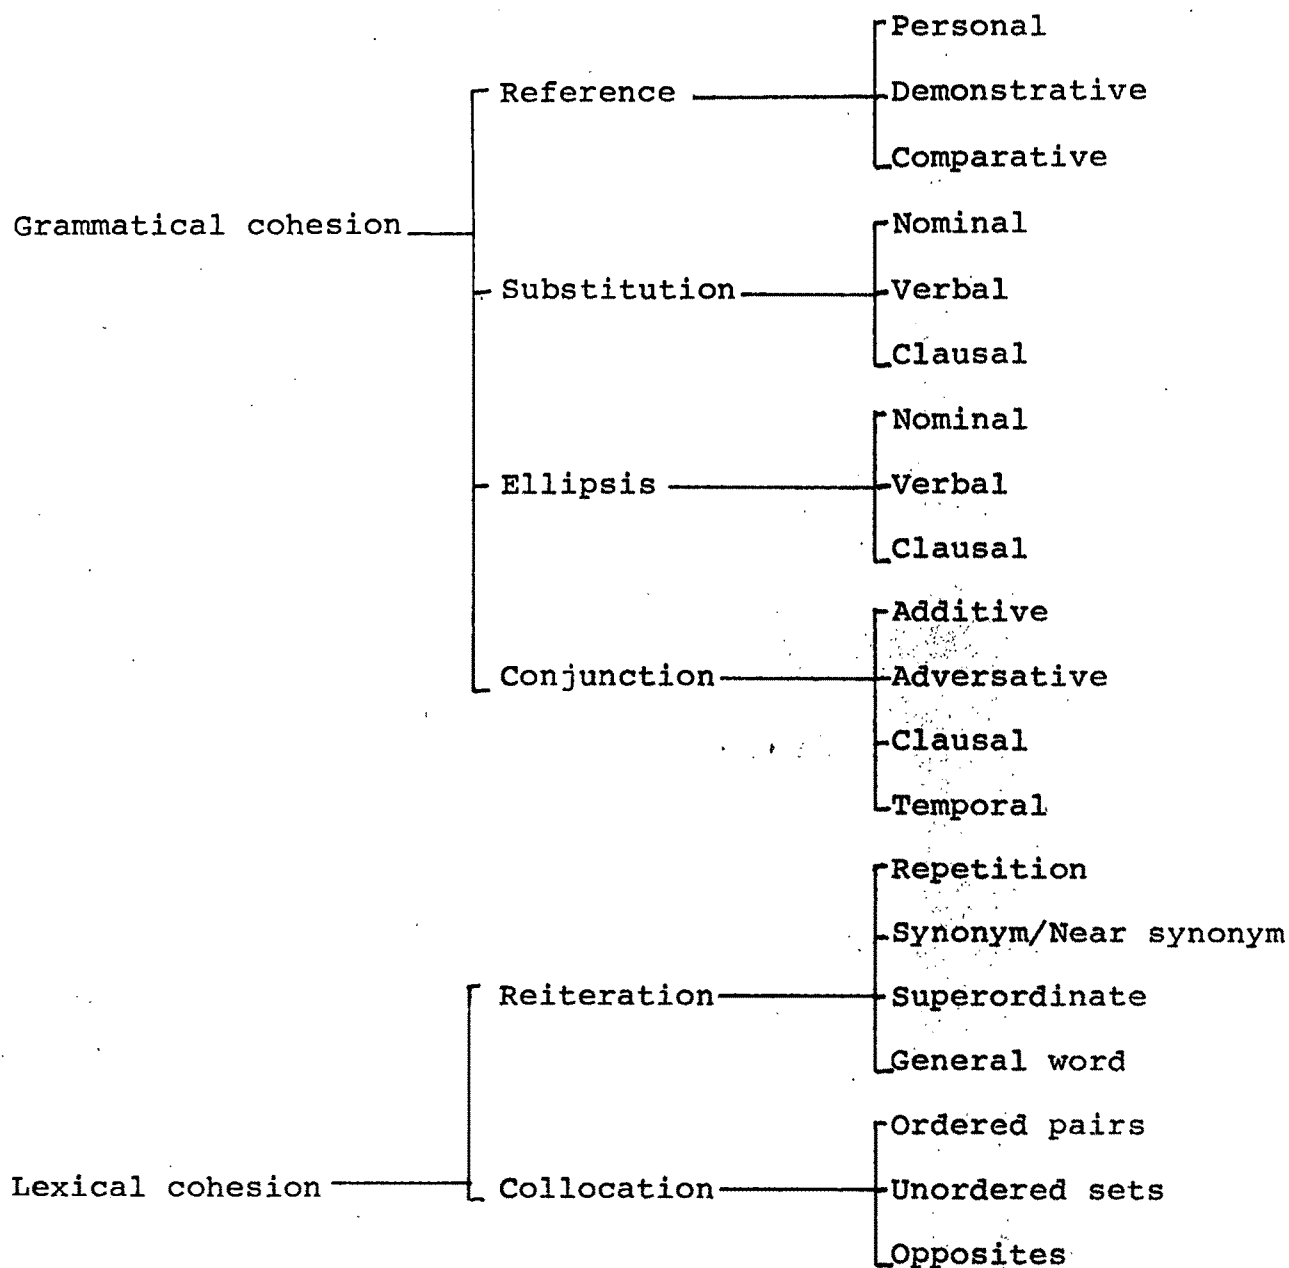 Personal
Reference
Demonstrative
Comparative
Grammatical cohesion
Nominal
Substitution
Verbal
Clausal
Nominal
Ellipsis
Verbal
Clausal
Additive
Conjunction
Adversative
Clausal
Temporal
Repetition
Synonym/Near synonym
Reiteration
Superordinate
General word
Ordered pairs
Lexical cohesion
Collocation
Unordered sets
Opposites